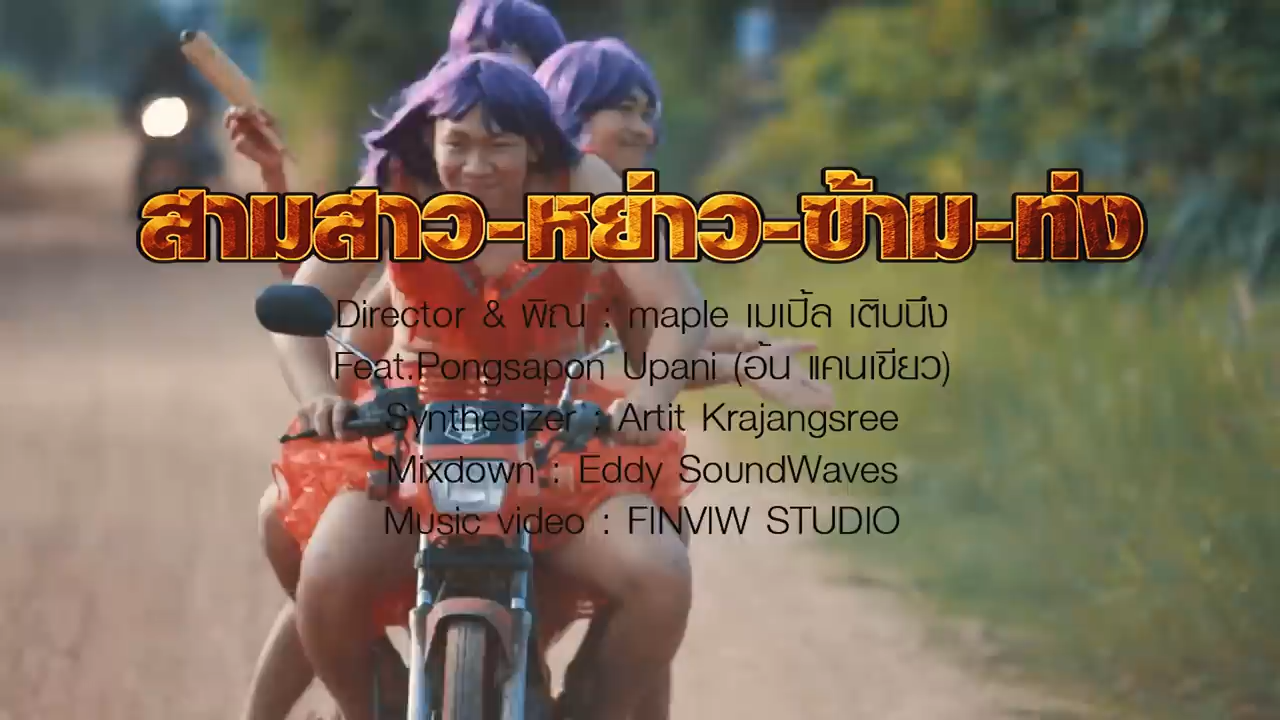 สามสาว-หย่าว-ข้าม-ท่ง
Director & พิณ : maple เมเปิ้ล เติบนึง
Feat.Pongsapon Upani (อ้น แคนเขียว)
Synthesizer : Artit Krajangsree
Mixdown : Eddy SoundWaves
Music video : FINVIW STUDIO